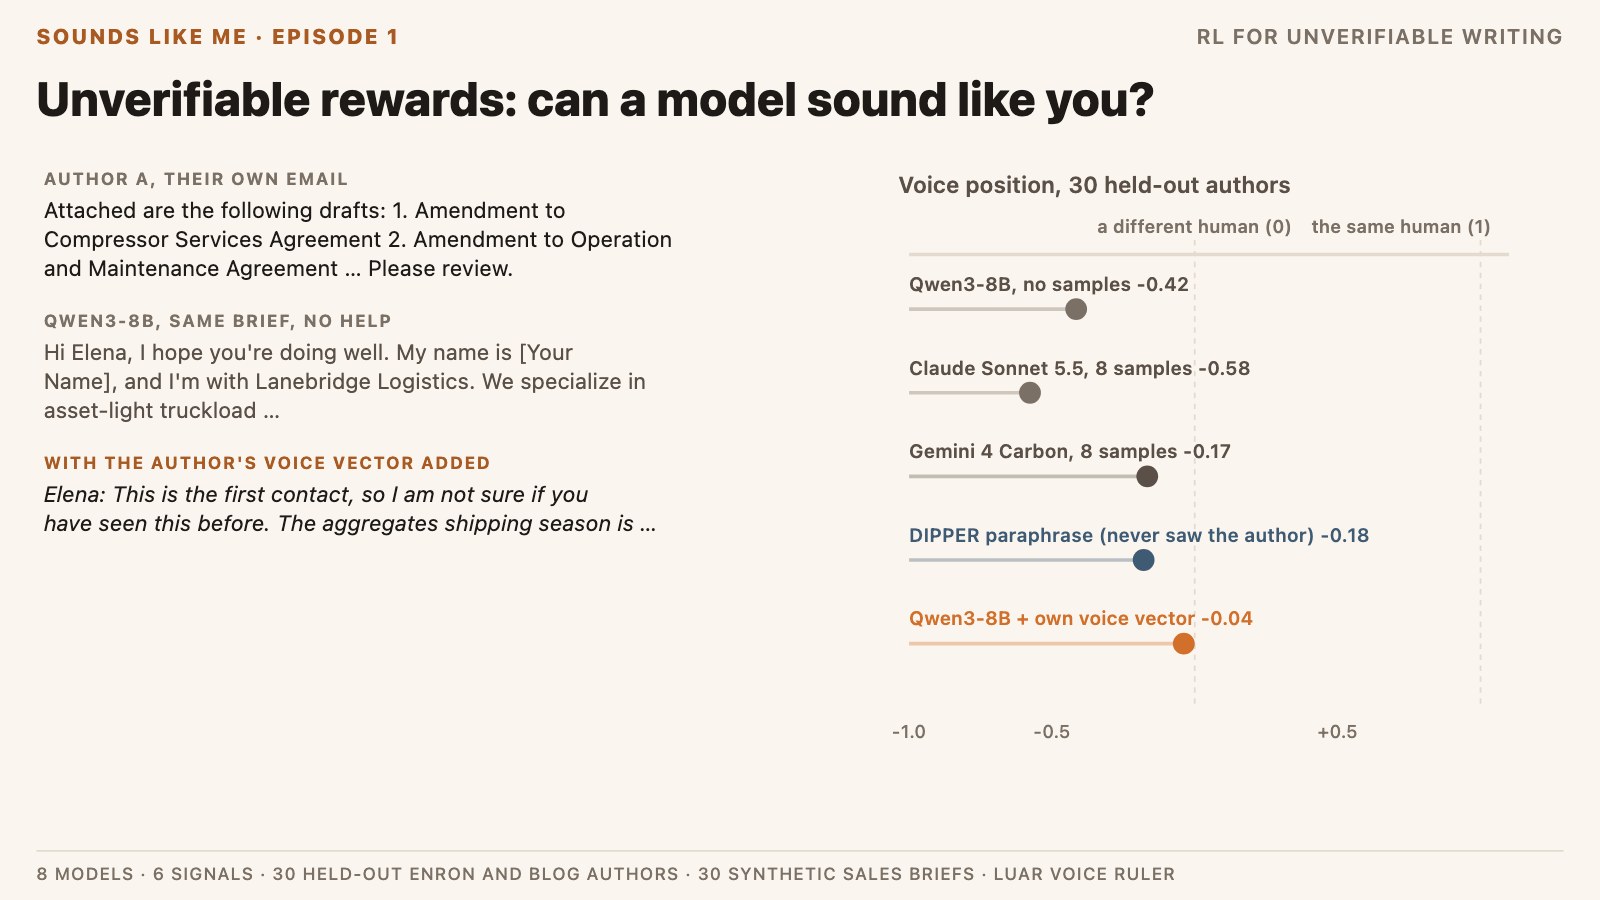 SOUNDS LIKE ME · EPISODE 1
RL FOR UNVERIFIABLE WRITING
Unverifiable rewards: can a model sound like you?
AUTHOR A, THEIR OWN EMAIL
Attached are the following drafts: 1. Amendment to
Compressor Services Agreement 2. Amendment to Operation
and Maintenance Agreement ... Please review.
QWEN3-8B, SAME BRIEF, NO HELP
Hi Elena, I hope you're doing well. My name is [Your
Name], and I'm with Lanebridge Logistics. We specialize in
asset-light truckload ...
WITH THE AUTHOR'S VOICE VECTOR ADDED
Elena: This is the first contact, so I am not sure if you
have seen this before. The aggregates shipping season is ...
Voice position, 30 held-out authors
a different human (0) the same human (1)
Qwen3-8B, no samples -0.42
Claude Sonnet 5.5, 8 samples -0.58
Gemini 4 Carbon, 8 samples -0.17
DIPPER paraphrase (never saw the author) -0.18
Qwen3-8B + own voice vector -0.04
-1.0 -0.5 +0.5
8 MODELS · 6 SIGNALS · 30 HELD-OUT ENRON AND BLOG AUTHORS · 30 SYNTHETIC SALES BRIEFS · LUAR VOICE RULER